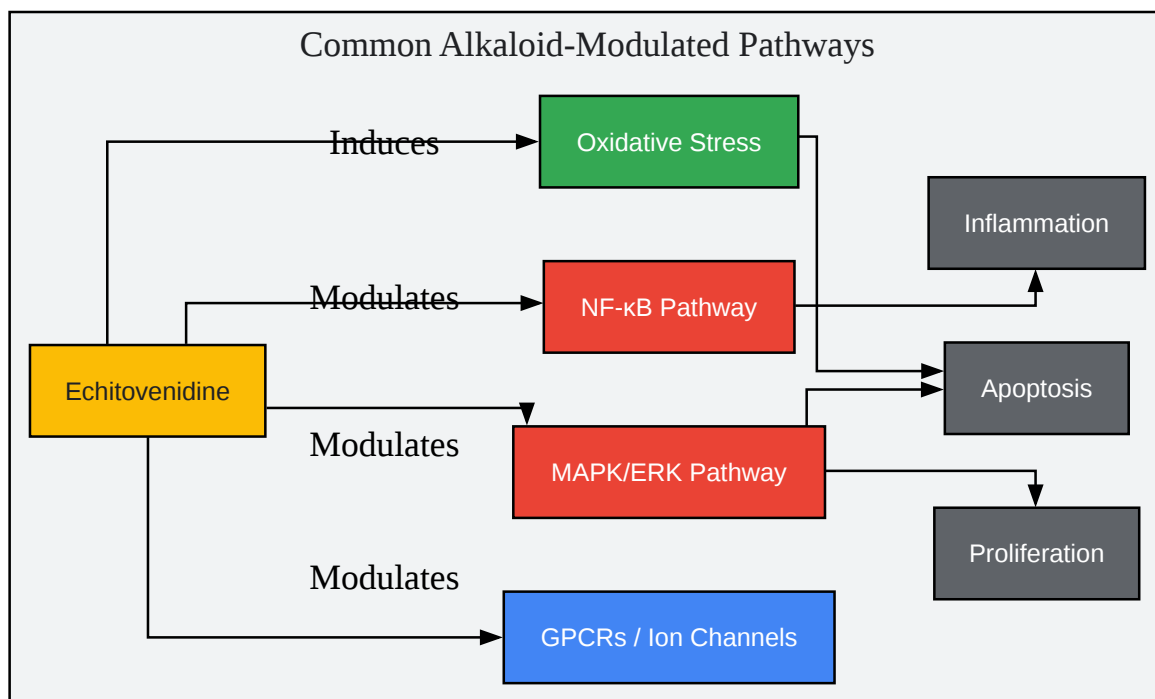 Common Alkaloid-Modulated Pathways
Induces
Oxidative Stress
Inflammation
Modulates
NF-κB Pathway
Echitovenidine
Apoptosis
Modulates
MAPK/ERK Pathway
Proliferation
Modulates
GPCRs / Ion Channels